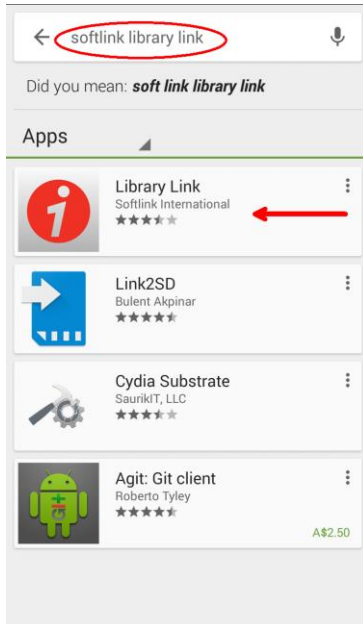 softlink library link
Did you mean: soft link library link
Apps
Library Link
Softlink International
Link2SD
Bulent Akpinar
Cydia Substrate
SaurikIT, LLC
Agit: Git client
Roberto Tyley
A$2.50